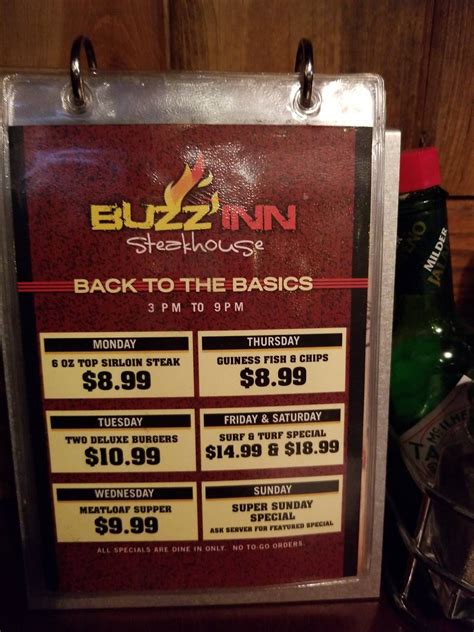 BUZZ INN
Steakhouse
BACK TO THE BASICS
3 PM TO 9 PM
MONDAY
6 OZ TOP SIRLOIN STEAK
$8.99
THURSDAY
GUINESS FISH & CHIPS
$8.99
TUESDAY
TWO DELUXE BURGERS
$10.99
FRIDAY & SATURDAY
SURF & TURF SPECIAL
$14.99 & $18.99
WEDNESDAY
MEATLOAF SUPPER
$9.99
SUNDAY
SUPER SUNDAY
SPECIAL
ASK SERVER FOR FEATURED SPECIAL
ALL SPECIALS ARE DINE IN ONLY. NO TO-GO ORDERS.
MILDER